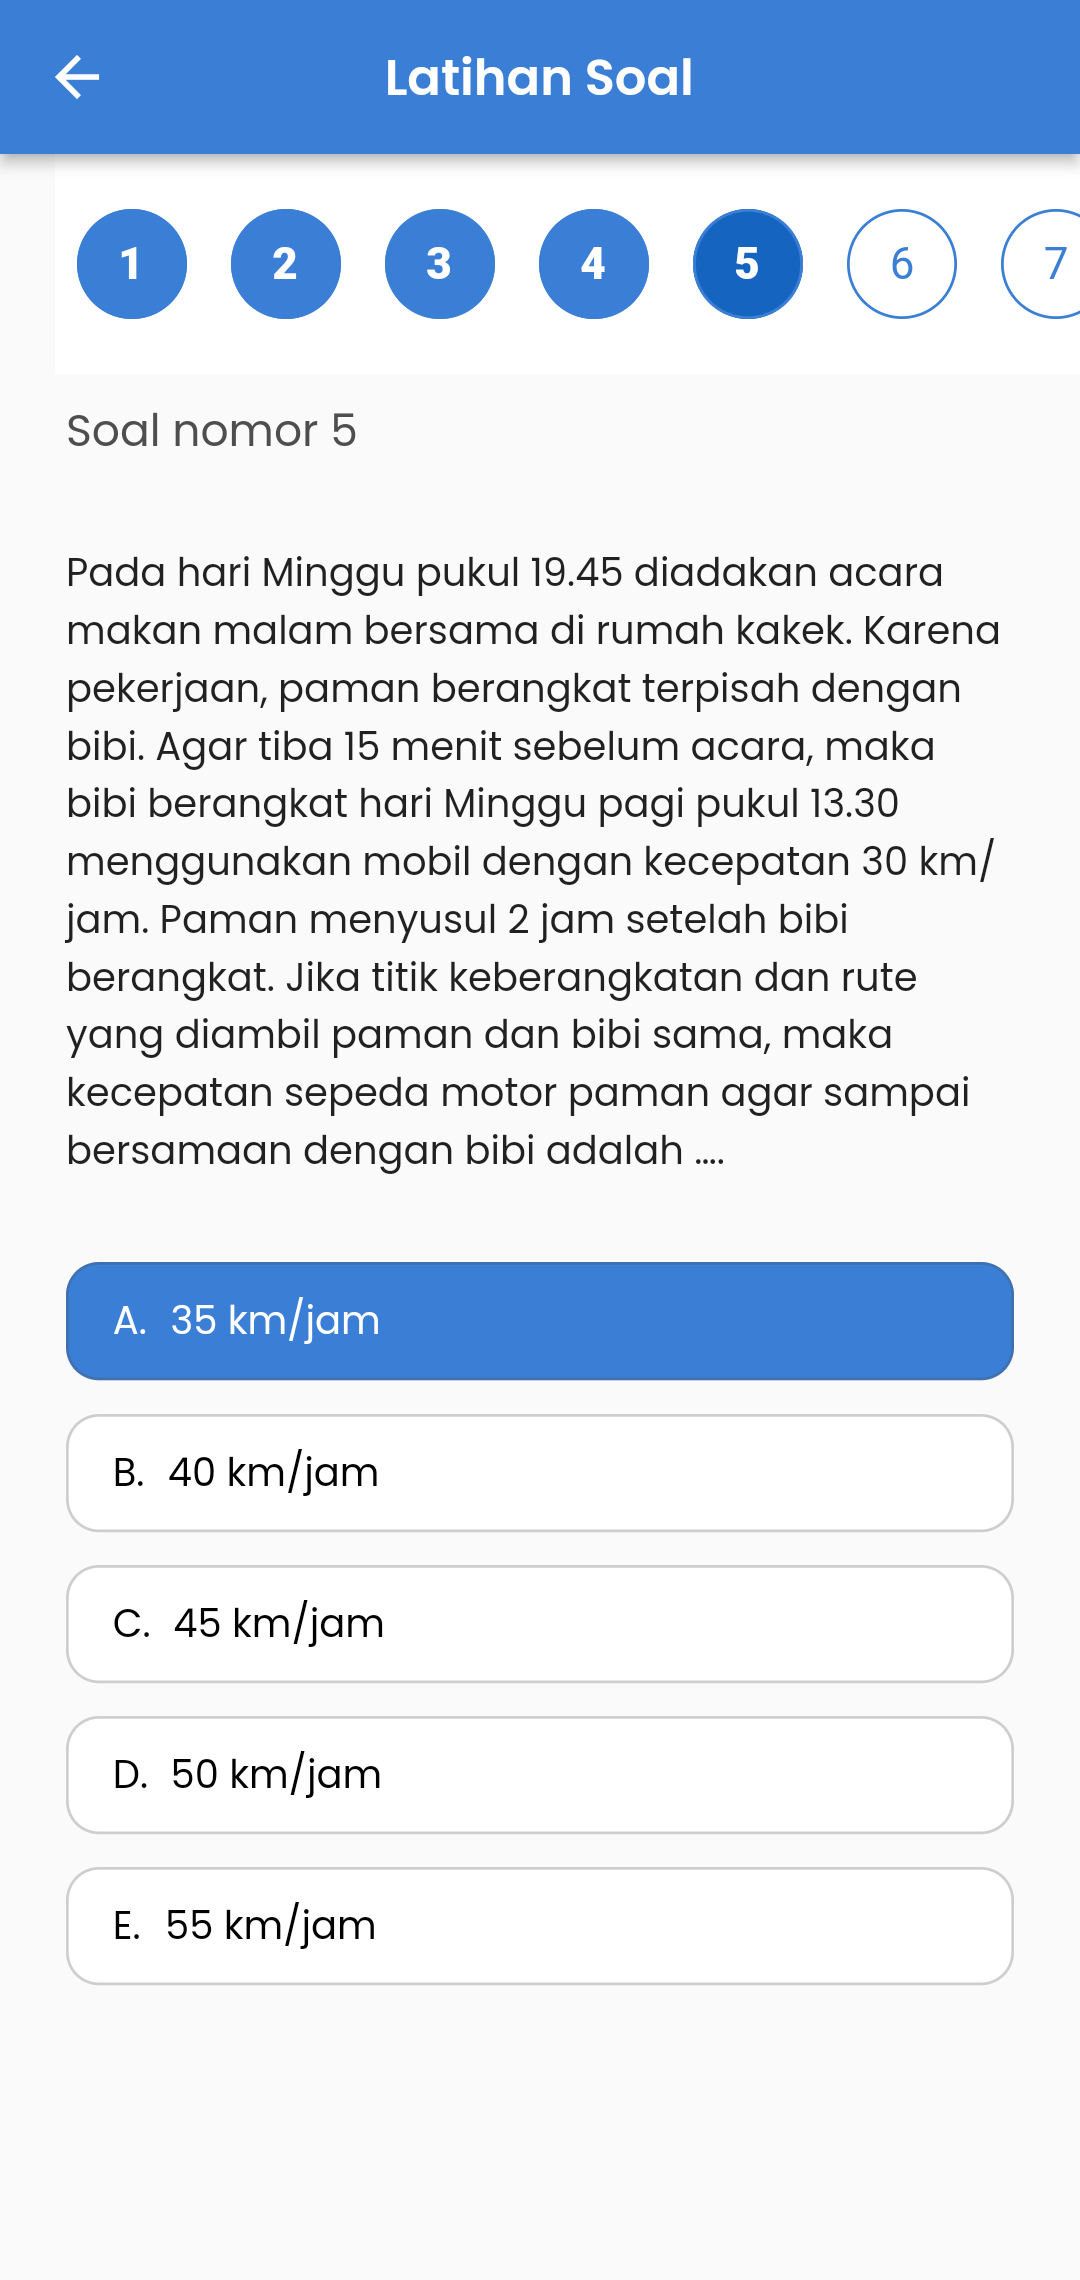 Latihan Soal
1 2 3 4 5 6 7
Soal nomor 5
Pada hari Minggu pukul 19.45 diadakan acara
makan malam bersama di rumah kakek. Karena
pekerjaan, paman berangkat terpisah dengan
bibi. Agar tiba 15 menit sebelum acara, maka
bibi berangkat hari Minggu pagi pukul 13.30
menggunakan mobil dengan kecepatan 30 km/
jam. Paman menyusul 2 jam setelah bibi
berangkat. Jika titik keberangkatan dan rute
yang diambil paman dan bibi sama, maka
kecepatan sepeda motor paman agar sampai
bersamaan dengan bibi adalah ....
A. 35 km/jam
B. 40 km/jam
C. 45 km/jam
D. 50 km/jam
E. 55 km/jam